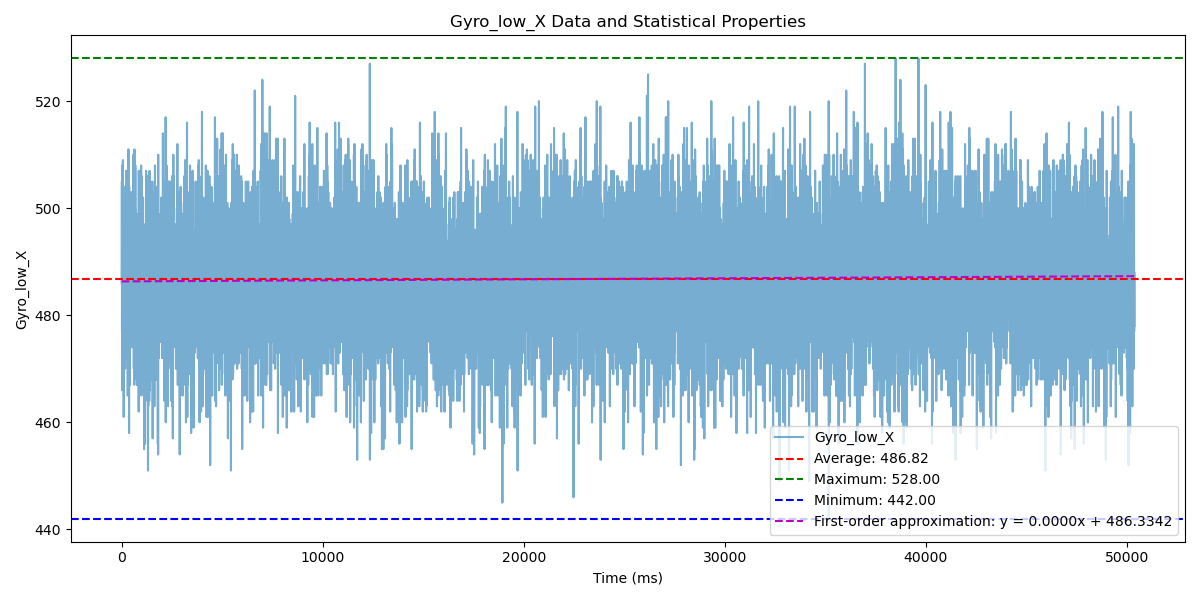 Gyro_low_X Data and Statistical Properties
Gyro_low_X
520
500
480
460
440
0
10000
20000
30000
40000
50000
Time (ms)
Gyro_low_X
Average: 486.82
Maximum: 528.00
Minimum: 442.00
First-order approximation: y = 0.0000x + 486.3342